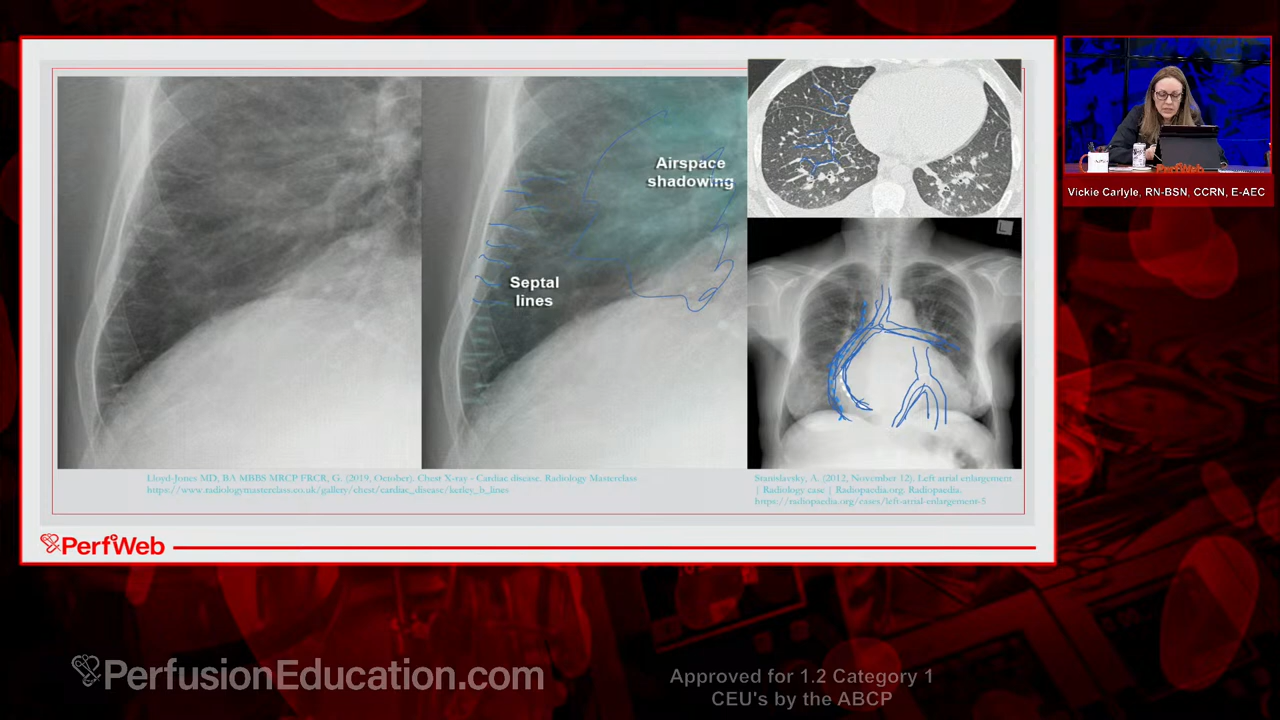 Airspace
shadowing
Septal
lines
L
Lloyd-Jones MD, BA MBBS MRCP FRCR, G. (2019, October). Chest X-ray - Cardiac disease. Radiology Masterclass
https://www.radiologymasterclass.co.uk/gallery/chest/cardiac_disease/kerley_b_lines
Stanislavsky, A. (2012, November 12). Left atrial enlargement
| Radiology case | Radiopaedia.org. Radiopaedia.
https://radiopaedia.org/cases/left-atrial-enlargement-5
PerfWeb
PerfWeb
Vickie Carlyle, RN-BSN, CCRN, E-AEC
PerfusionEducation.com
Approved for 1.2 Category 1
CEU's by the ABCP